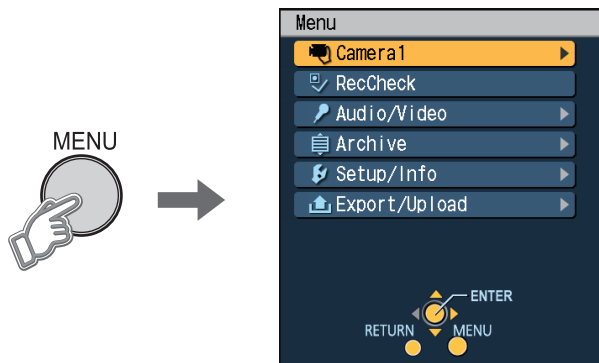 MENU
Menu
Camera1
RecCheck
Audio/Video
Archive
Setup/Info
Export/Upload
ENTER
RETURN MENU